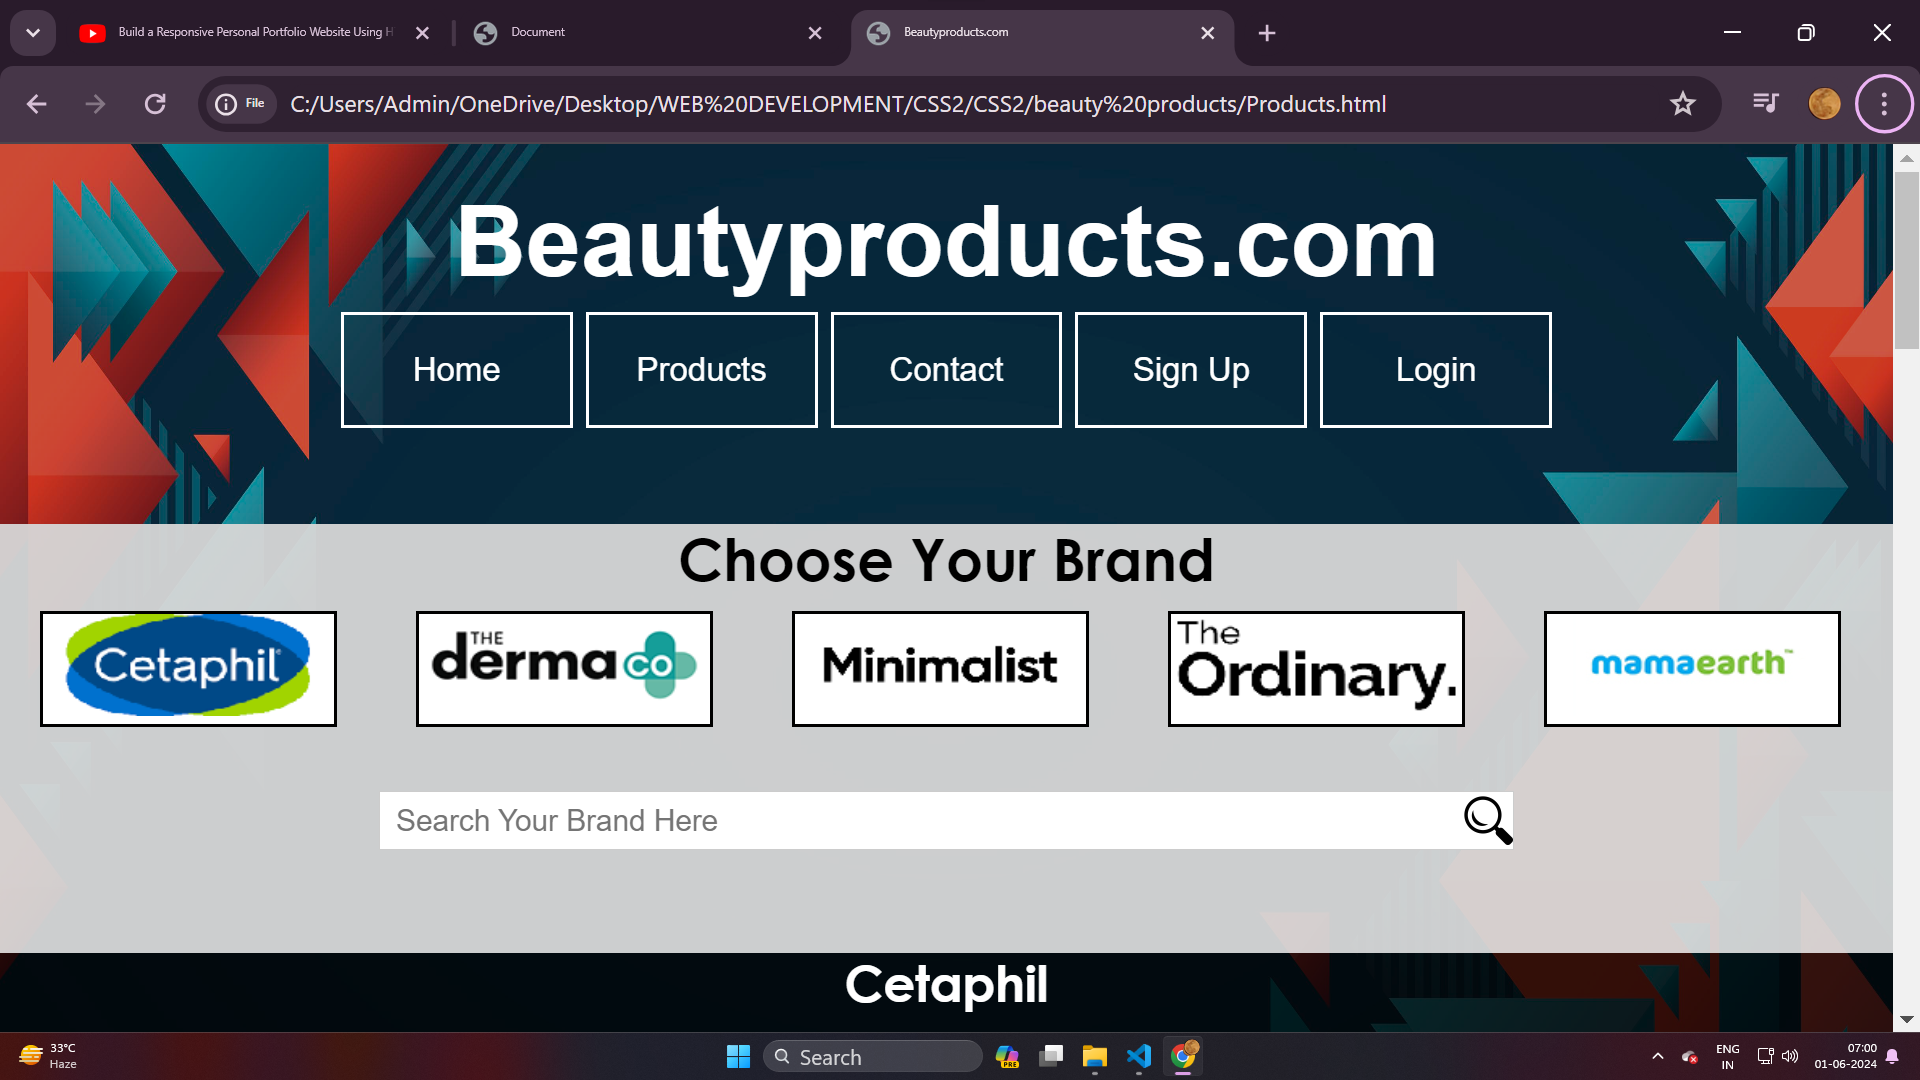 Build a Responsive Personal Portfolio Website Using H
Document
Beautyproducts.com
File
C:/Users/Admin/OneDrive/Desktop/WEB%20DEVELOPMENT/CSS2/CSS2/beauty%20products/Products.html
Beautyproducts.com
Home
Products
Contact
Sign Up
Login
Choose Your Brand
Cetaphil
THE
derma co
Minimalist
The
Ordinary.
mamaearth™
Search Your Brand Here
Cetaphil
33°C
Haze
Search
PRE
ENG
IN
07:00
01-06-2024